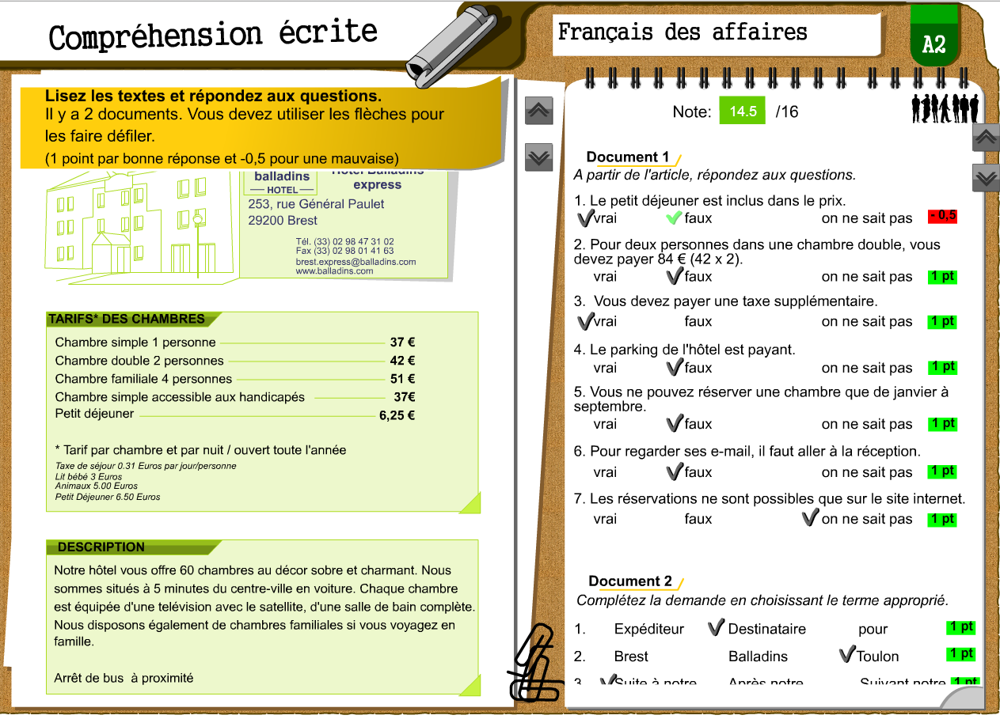 Compréhension écrite
Français des affaires
A2
Lisez les textes et répondez aux questions.
Il y a 2 documents. Vous devez utiliser les flèches pour
les faire défiler.
(1 point par bonne réponse et -0,5 pour une mauvaise)
balladins
HOTEL
Hotel Balladins
express
253, rue Général Paulet
29200 Brest
Tél. (33) 02 98 47 31 02
Fax (33) 02 98 01 41 63
brest.express@balladins.com
www.balladins.com
TARIFS* DES CHAMBRES
Chambre simple 1 personne 37 €
Chambre double 2 personnes 42 €
Chambre familiale 4 personnes 51 €
Chambre simple accessible aux handicapés 37€
Petit déjeuner 6,25 €
* Tarif par chambre et par nuit / ouvert toute l'année
Taxe de séjour 0.31 Euros par jour/personne
Lit bébé 3 Euros
Animaux 5.00 Euros
Petit Déjeuner 6.50 Euros
DESCRIPTION
Notre hôtel vous offre 60 chambres au décor sobre et charmant. Nous
sommes situés à 5 minutes du centre-ville en voiture. Chaque chambre
est équipée d'une telévision avec le satellite, d'une salle de bain complète.
Nous disposons également de chambres familiales si vous voyagez en
famille.
Arrêt de bus à proximité
Note: 14.5 /16
Document 1
A partir de l'article, répondez aux questions.
1. Le petit déjeuner est inclus dans le prix.
vrai faux on ne sait pas - 0,5
2. Pour deux personnes dans une chambre double, vous
devez payer 84 € (42 x 2).
vrai faux on ne sait pas 1 pt
3. Vous devez payer une taxe supplémentaire.
vrai faux on ne sait pas 1 pt
4. Le parking de l'hôtel est payant.
vrai faux on ne sait pas 1 pt
5. Vous ne pouvez réserver une chambre que de janvier à
septembre.
vrai faux on ne sait pas 1 pt
6. Pour regarder ses e-mail, il faut aller à la réception.
vrai faux on ne sait pas 1 pt
7. Les réservations ne sont possibles que sur le site internet.
vrai faux on ne sait pas 1 pt
Document 2
Complétez la demande en choisissant le terme approprié.
1. Expéditeur Destinataire pour 1 pt
2. Brest Balladins Toulon 1 pt
3. Suite à notre Après notre Suivant notre 1 pt